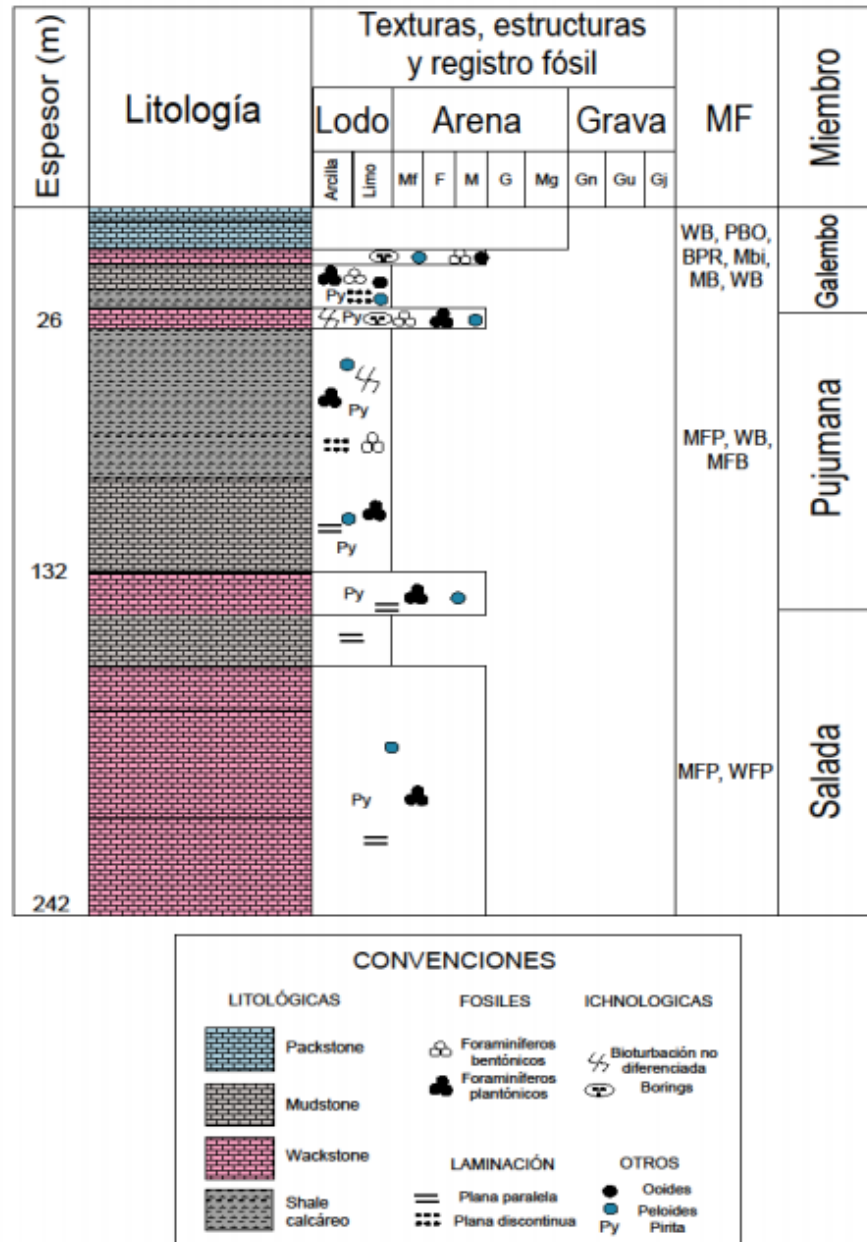 Espesor (m)
Litología
Texturas, estructuras
y registro fósil
Lodo
Arena
Grava
Arcilla
Limo
Mf
F
M
G
Mg
Gn
Gu
Gj
MF
Miembro
WB, PBO,
BPR, Mbi,
MB, WB
Galembo
Py
26
Py
Py
MFP, WB,
MFB
Pujumana
Py
132
Py
Py
MFP, WFP
Salada
242
CONVENCIONES
LITOLÓGICAS
Packstone
Mudstone
Wackstone
Shale
calcáreo
FOSILES
Foraminíferos
bentónicos
Foraminíferos
plantónicos
LAMINACIÓN
Plana paralela
Plana discontinua
ICHNOLOGICAS
Bioturbación no
diferenciada
Borings
OTROS
Ooides
Peloides
Py Pirita